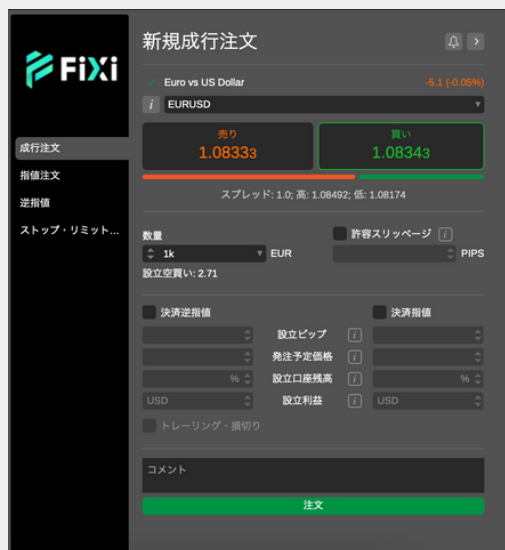 FiXi
成行注文
指値注文
逆指値
ストップ・リミット...
新規成行注文
Euro vs US Dollar
-5.1 (-0.05%)
i EURUSD
売り
1.08333
買い
1.08343
スプレッド: 1.0; 高: 1.08492; 低: 1.08174
数量
許容スリッページ i
1k EUR
PIPS
設立空買い: 2.71
決済逆指値
決済指値
設立ピップ i
発注予定価格 i
% 設立口座残高 i %
USD 設立利益 i USD
トレーリング・損切り
コメント
注文